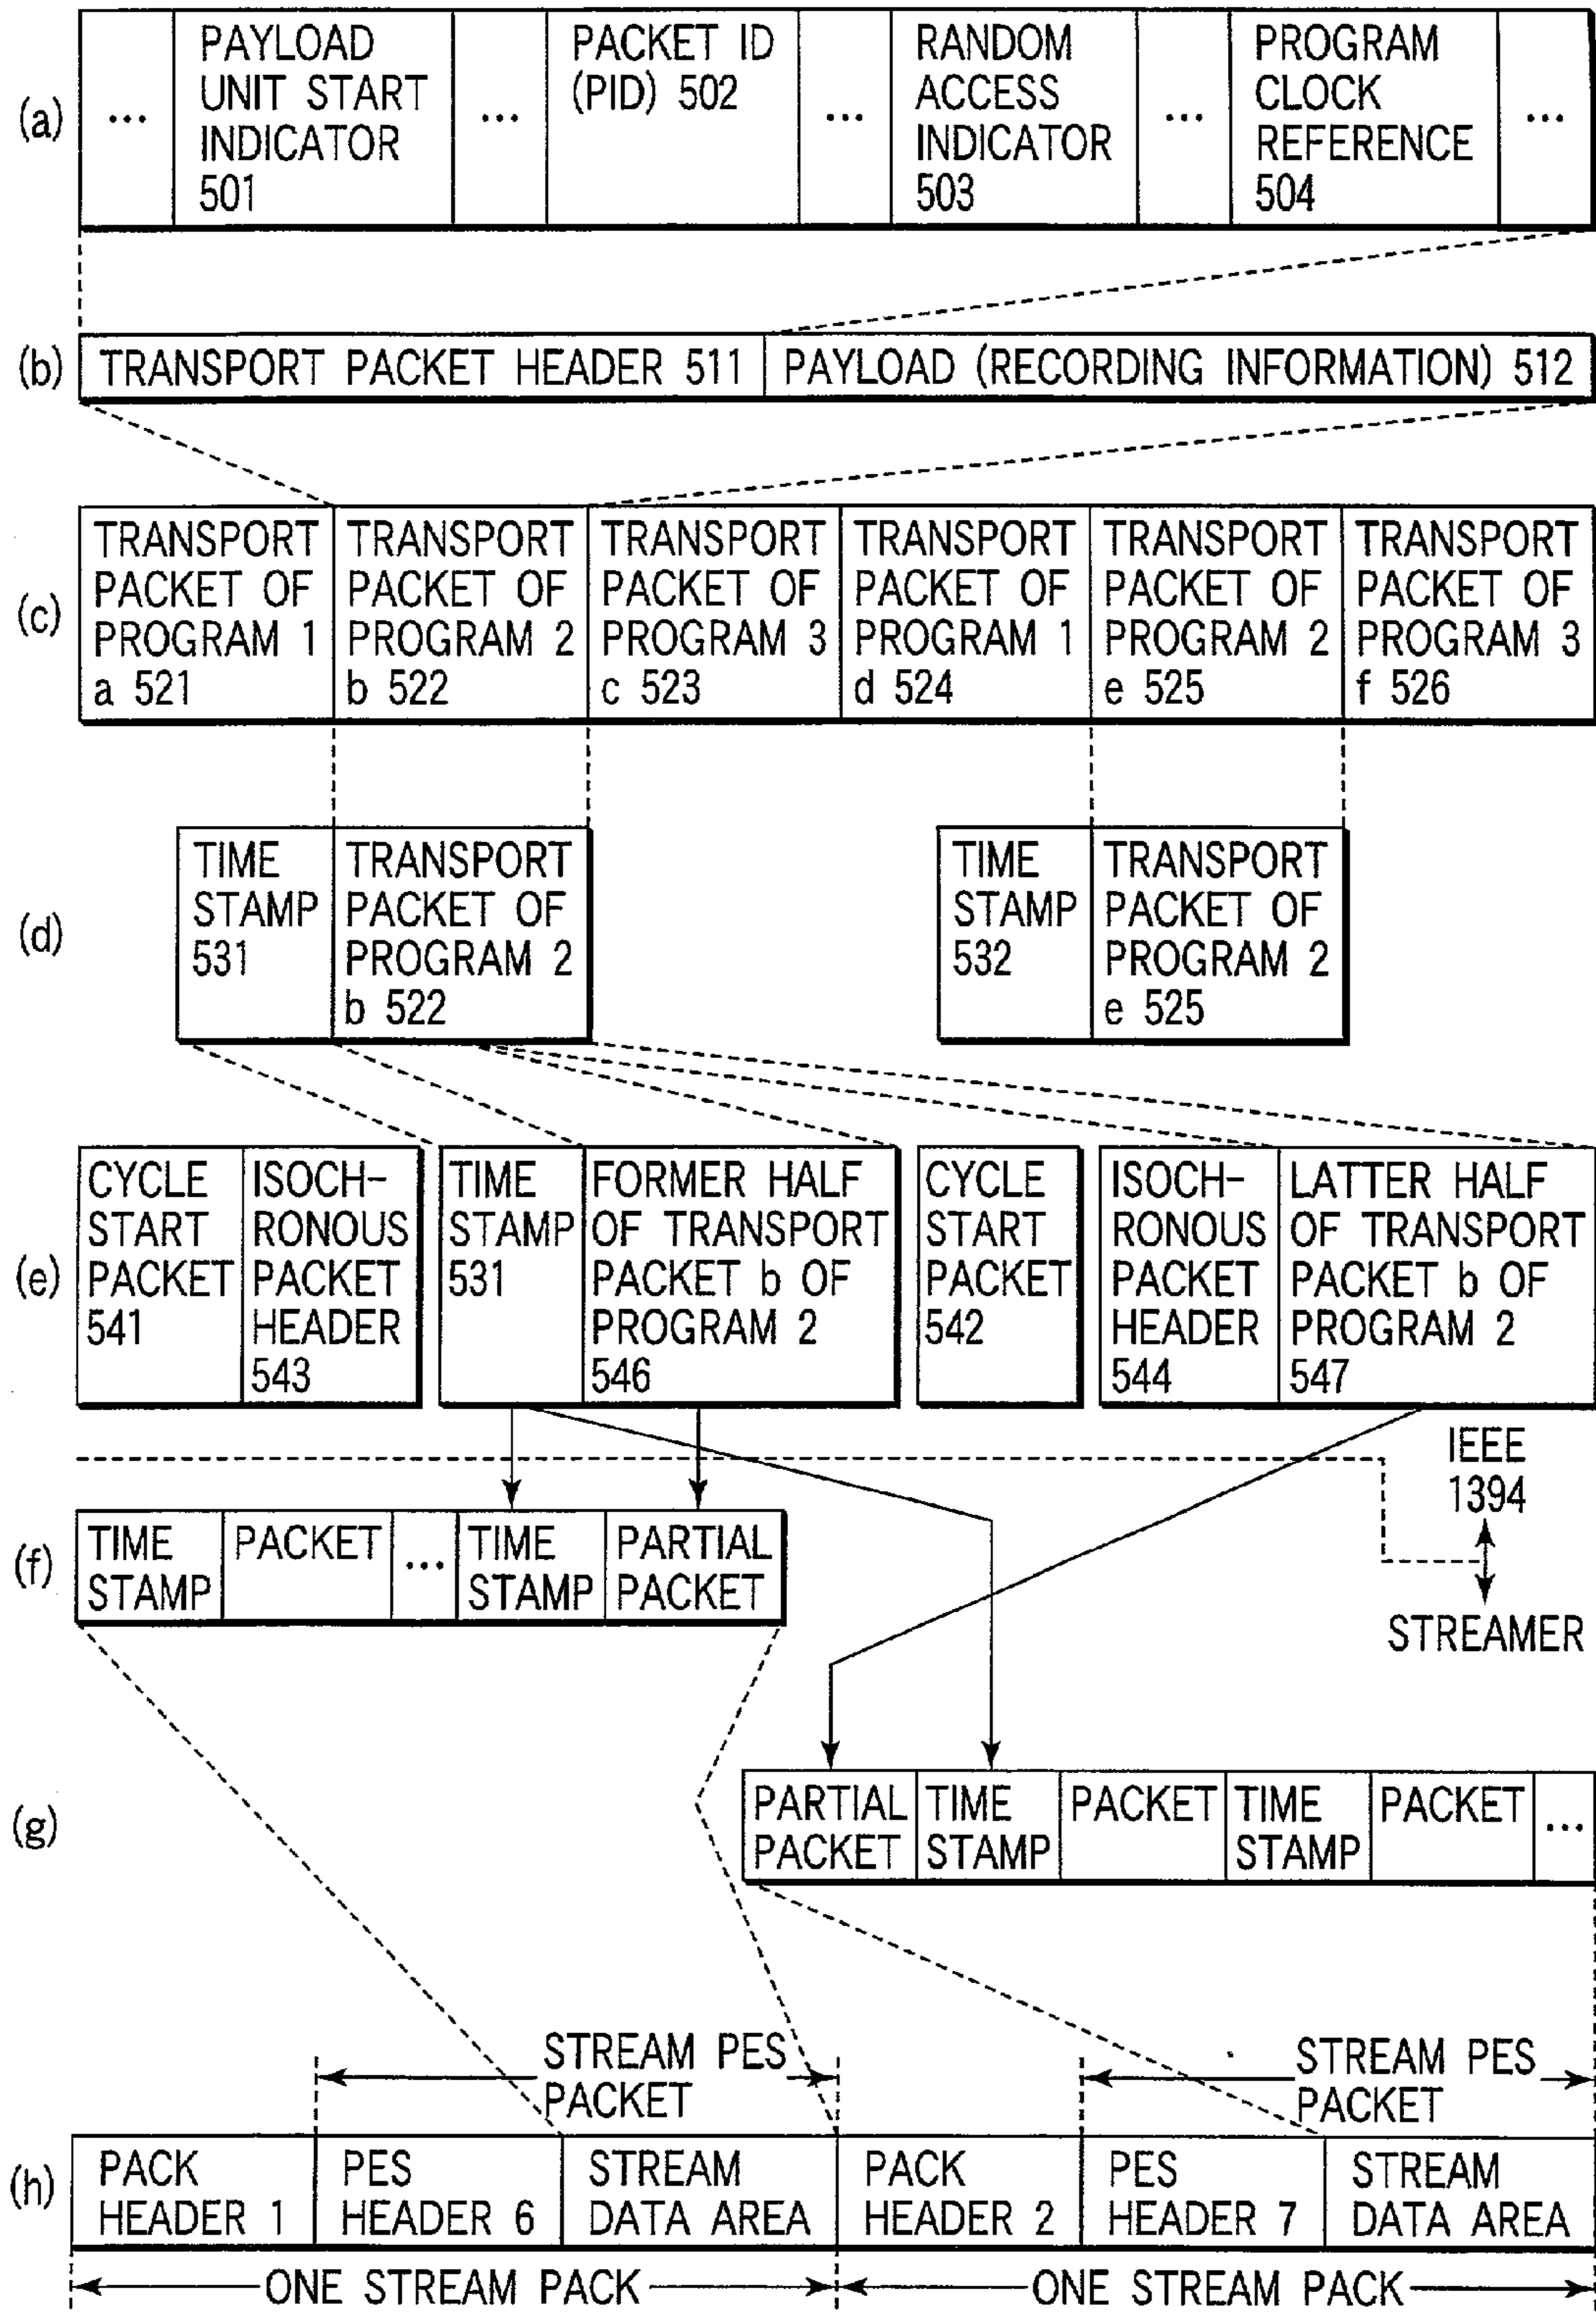 (a)
...
PAYLOAD
UNIT START
INDICATOR
501
...
PACKET ID
(PID) 502
...
RANDOM
ACCESS
INDICATOR
503
...
PROGRAM
CLOCK
REFERENCE
504
...
(b)
TRANSPORT PACKET HEADER 511
PAYLOAD (RECORDING INFORMATION) 512
(c)
TRANSPORT
PACKET OF
PROGRAM 1
a 521
TRANSPORT
PACKET OF
PROGRAM 2
b 522
TRANSPORT
PACKET OF
PROGRAM 3
c 523
TRANSPORT
PACKET OF
PROGRAM 1
d 524
TRANSPORT
PACKET OF
PROGRAM 2
e 525
TRANSPORT
PACKET OF
PROGRAM 3
f 526
(d)
TIME
STAMP
531
TRANSPORT
PACKET OF
PROGRAM 2
b 522
TIME
STAMP
532
TRANSPORT
PACKET OF
PROGRAM 2
e 525
(e)
CYCLE
START
PACKET
541
ISOCH-
RONOUS
PACKET
HEADER
543
TIME
STAMP
531
FORMER HALF
OF TRANSPORT
PACKET b OF
PROGRAM 2
546
CYCLE
START
PACKET
542
ISOCH-
RONOUS
PACKET
HEADER
544
LATTER HALF
OF TRANSPORT
PACKET b OF
PROGRAM 2
547
IEEE
1394
STREAMER
(f)
TIME
STAMP
PACKET
...
TIME
STAMP
PARTIAL
PACKET
(g)
PARTIAL
PACKET
TIME
STAMP
PACKET
TIME
STAMP
PACKET
...
STREAM PES
PACKET
STREAM PES
PACKET
(h)
PACK
HEADER 1
PES
HEADER 6
STREAM
DATA AREA
PACK
HEADER 2
PES
HEADER 7
STREAM
DATA AREA
ONE STREAM PACK
ONE STREAM PACK